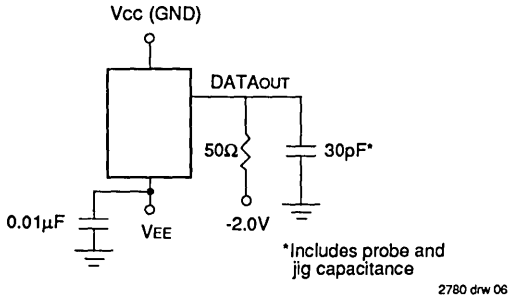 Vcc (GND)
DATAOUT
50Ω
30pF*
0.01µF
VEE
-2.0V
*Includes probe and
jig capacitance
2780 drw 06